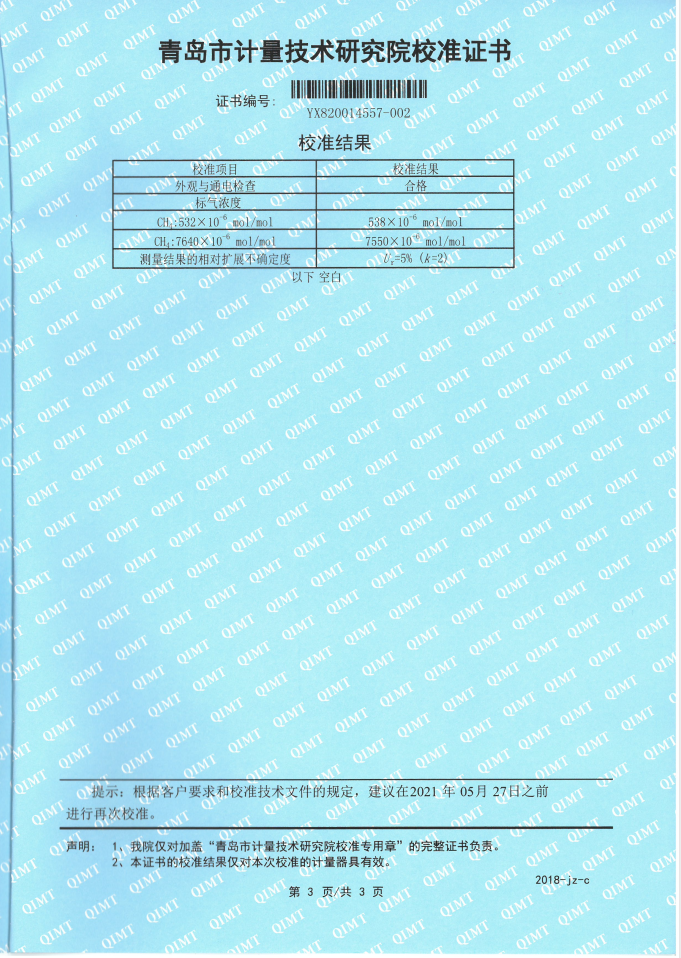 青岛市计量技术研究院校准证书
证书编号:
YX820014557-002
校准结果
校准项目 校准结果
外观与通电检查 合格
标气浓度
CH₄:532×10⁻⁶ mol/mol 538×10⁻⁶ mol/mol
CH₄:7640×10⁻⁶ mol/mol 7550×10⁻⁶ mol/mol
测量结果的相对扩展不确定度 Uᵣ=5% (k=2)
以下 空白
提示:根据客户要求和校准技术文件的规定,建议在2021 年 05月 27日之前
进行再次校准。
声明: 1、我院仅对加盖“青岛市计量技术研究院校准专用章”的完整证书负责。
2、本证书的校准结果仅对本次校准的计量器具有效。
2018-jz-c
第 3 页/共 3 页
QIMT